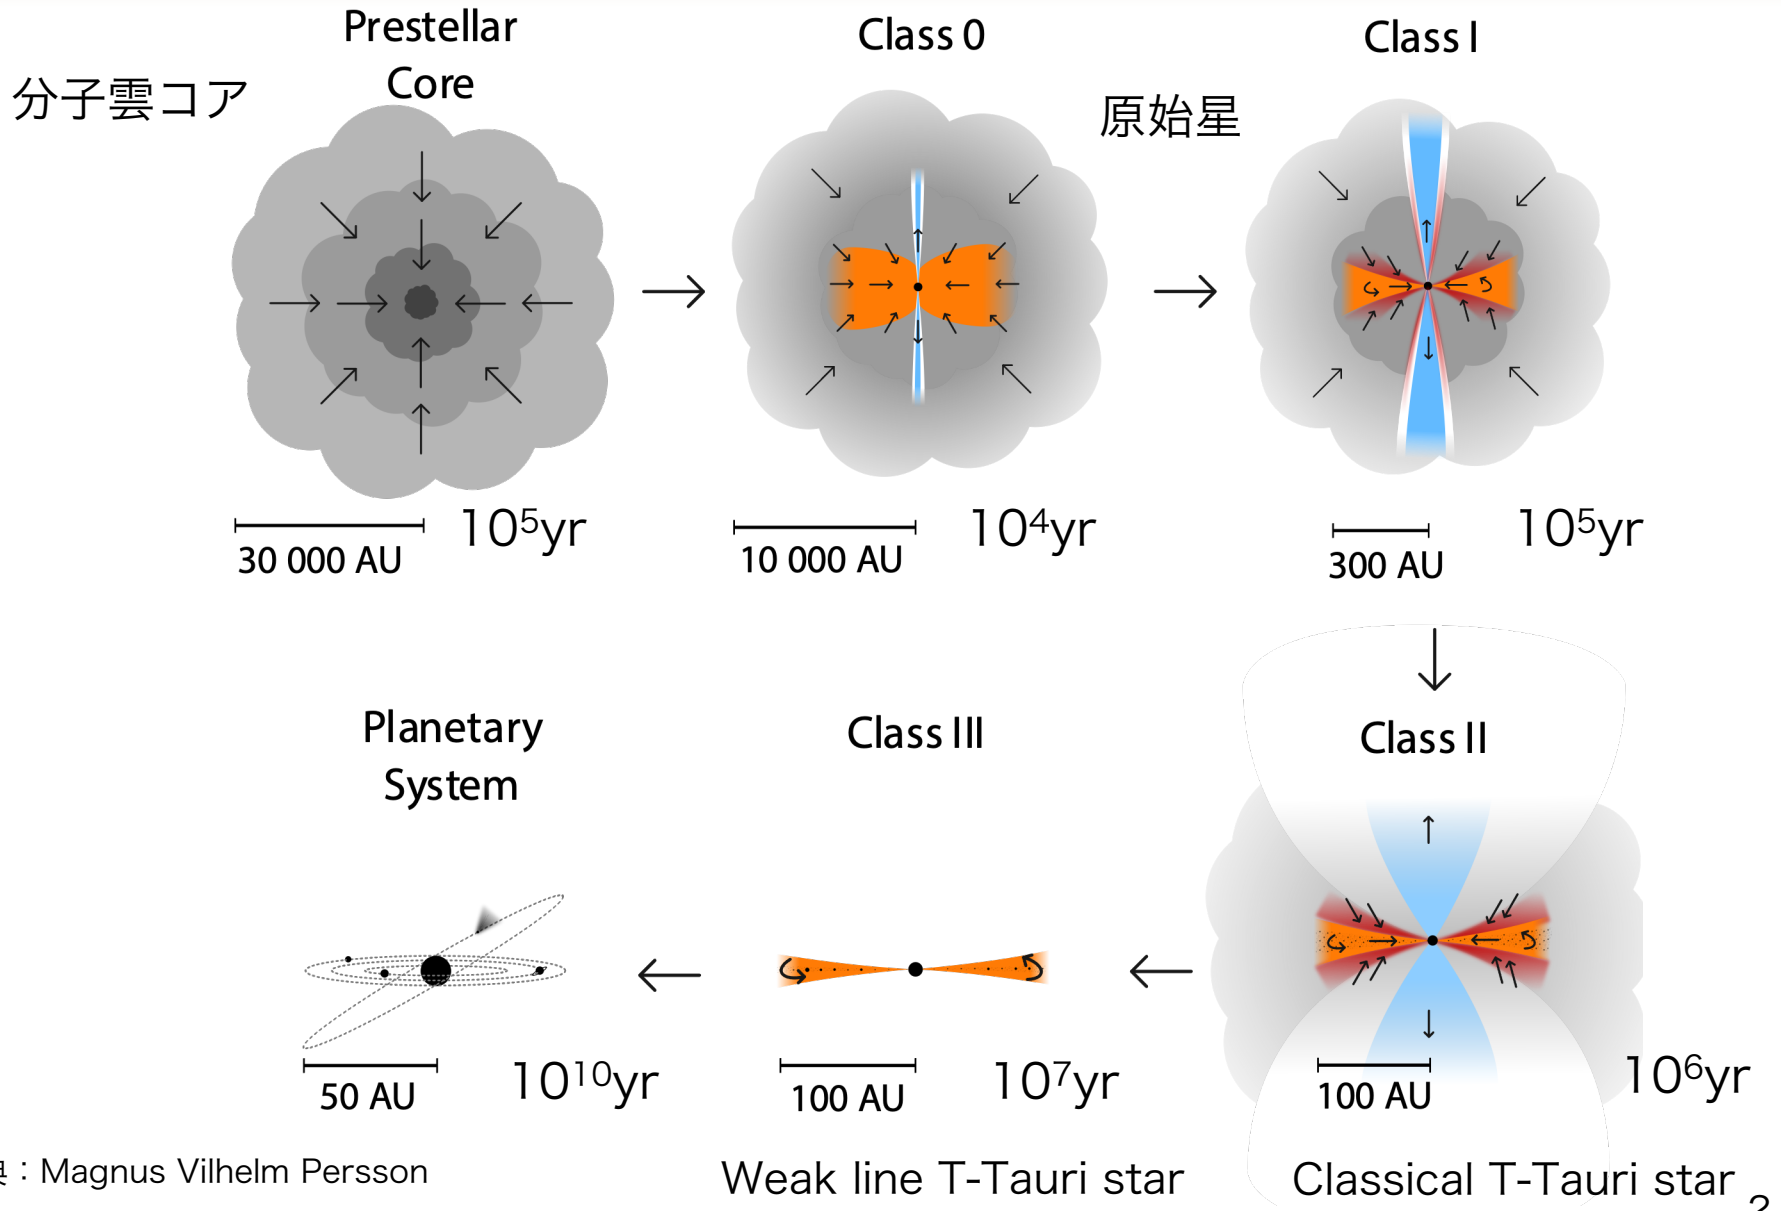 Prestellar
Core
分子雲コア
Class 0
原始星
Class I
30 000 AU
10⁵yr
10 000 AU
10⁴yr
300 AU
10⁵yr
Planetary
System
Class III
Class II
50 AU
10¹⁰yr
100 AU
10⁷yr
100 AU
10⁶yr
：Magnus Vilhelm Persson
Weak line T-Tauri star
Classical T-Tauri star